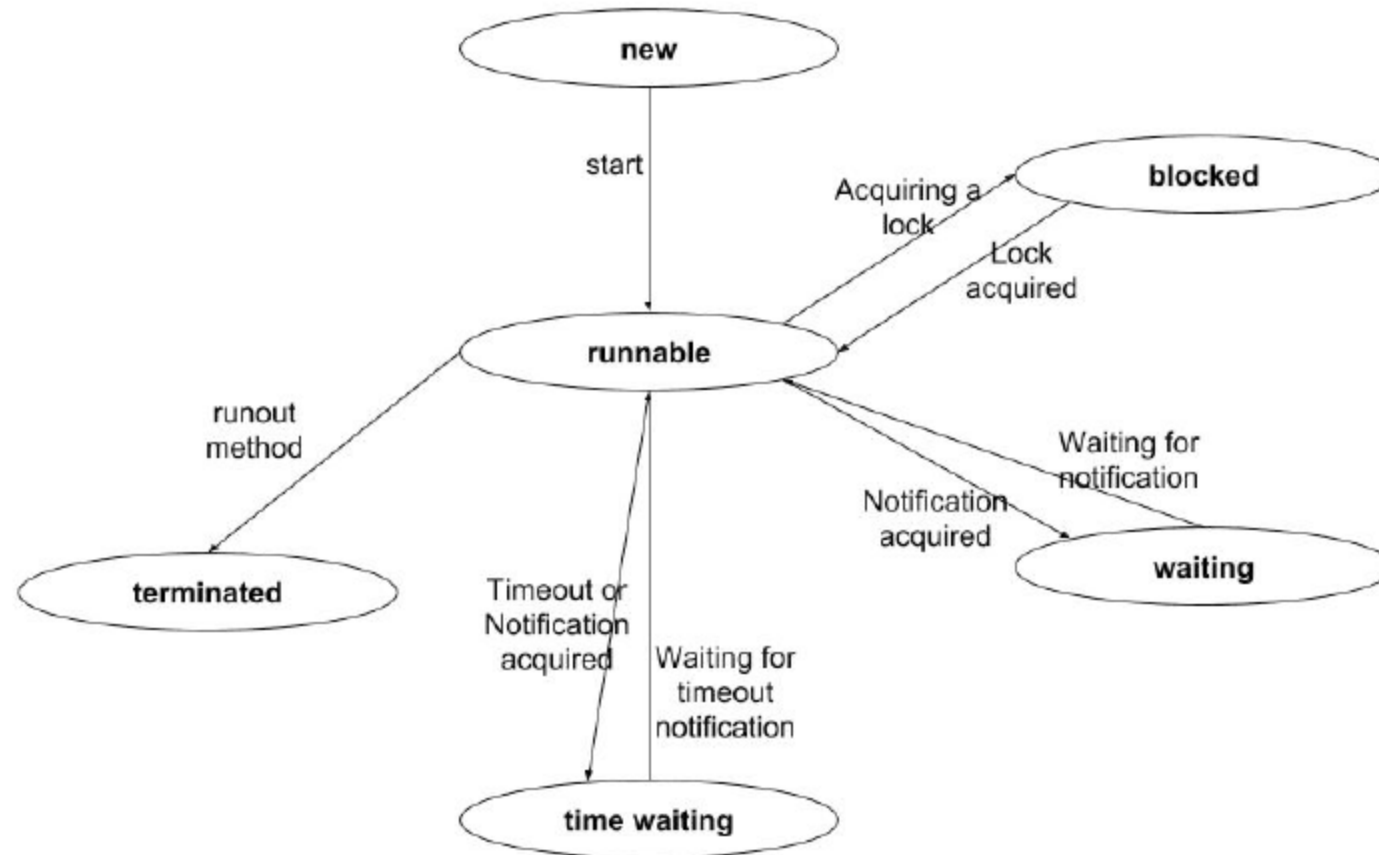 new
start
blocked
Acquiring a
lock
Lock
acquired
runnable
runout
method
Waiting for
notification
Notification
acquired
waiting
terminated
Timeout or
Notification
acquired
Waiting for
timeout
notification
time waiting